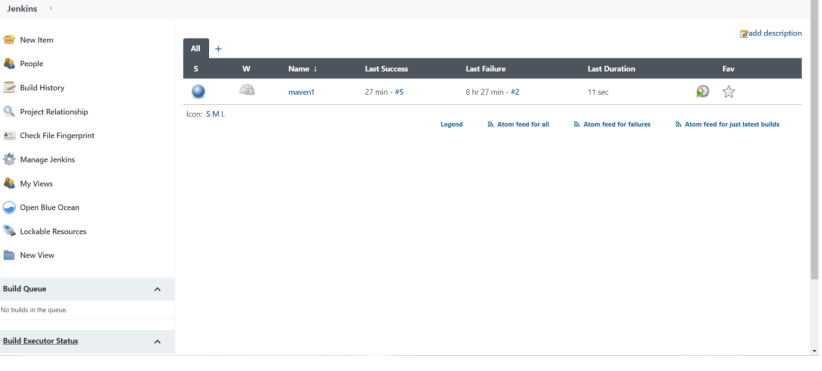 Jenkins
New Item
People
Build History
Project Relationship
Check File Fingerprint
Manage Jenkins
My Views
Open Blue Ocean
Lockable Resources
New View
Build Queue
No builds in the queue.
Build Executor Status
add description
All +
S W Name ↓ Last Success Last Failure Last Duration Fav
maven1 27 min - #5 8 hr 27 min - #2 11 sec
Icon: S M L
Legend Atom feed for all Atom feed for failures Atom feed for just latest builds